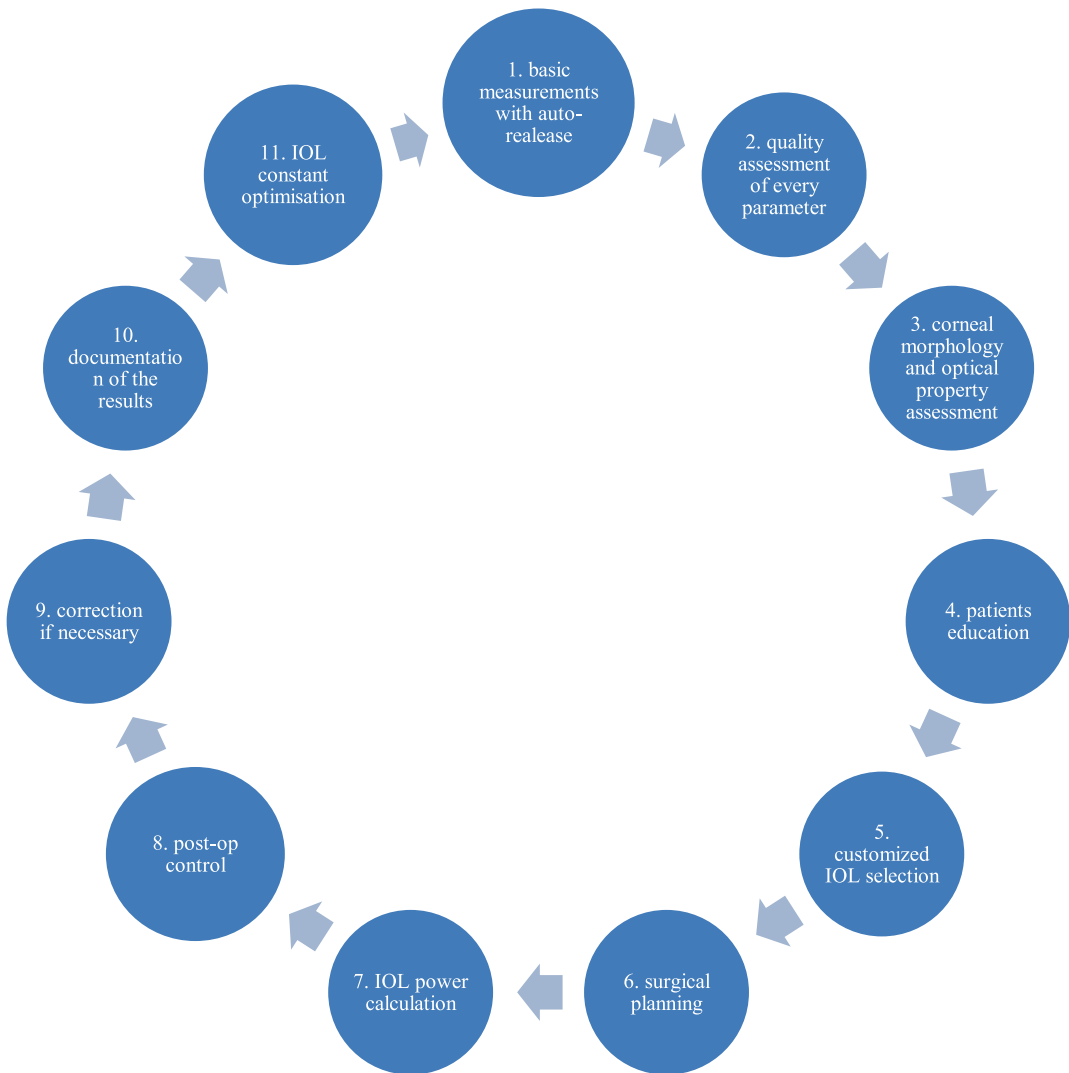 1. basic
measurements
with auto-
realease
2. quality
assessment
of every
parameter
3. corneal
morphology
and optical
property
assessment
4. patients
education
5.
customized
IOL selection
6. surgical
planning
7. IOL power
calculation
8. post-op
control
9. correction
if necessary
10.
documentatio
n of the
results
11. IOL
constant
optimisation